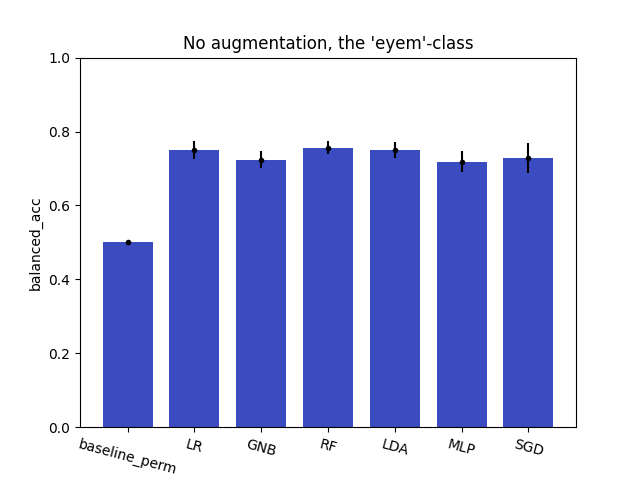 No augmentation, the 'eyem'-class
balanced_acc
1.0
0.8
0.6
0.4
0.2
0.0
baseline_perm
LR
GNB
RF
LDA
MLP
SGD